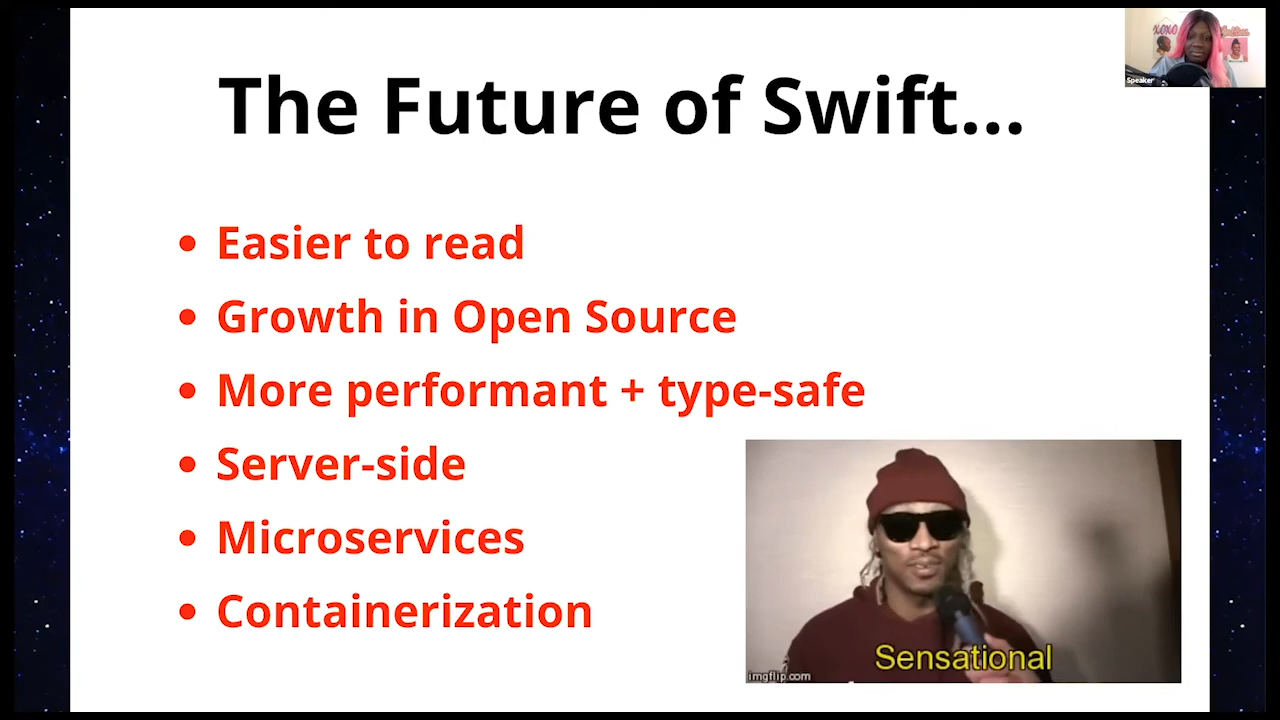 The Future of Swift...
XOXO
Speaker
• Easier to read
• Growth in Open Source
• More performant + type-safe
• Server-side
• Microservices
• Containerization
Sensational
imgflip.com